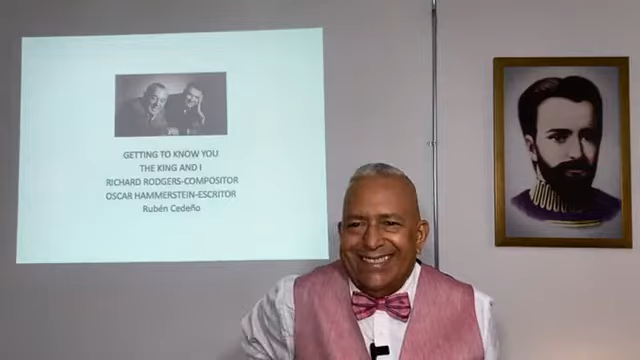 GETTING TO KNOW YOU
THE KING AND I
RICHARD RODGERS-COMPOSITOR
OSCAR HAMMERSTEIN-ESCRITOR
Rubén Cedeño